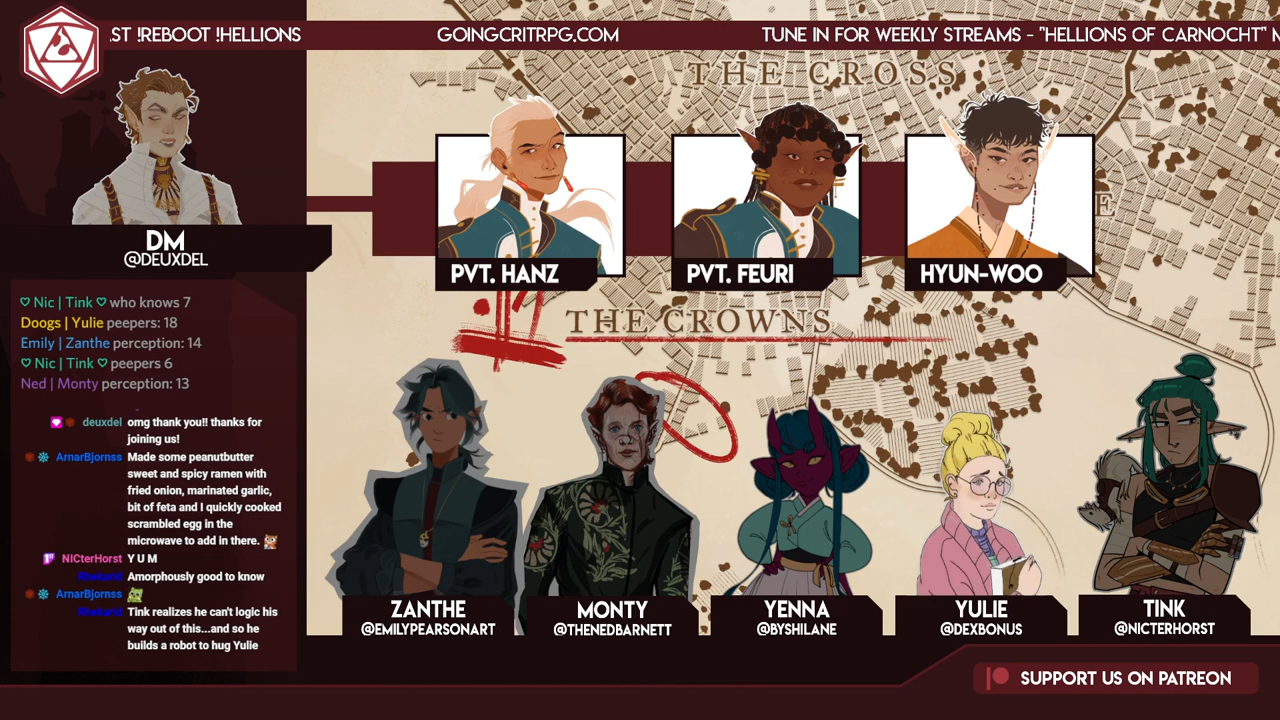 .ST !REBOOT !HELLIONS
GOINGCRITRPG.COM
TUNE IN FOR WEEKLY STREAMS - "HELLIONS OF CARNOCHT"
THE CROSS
DM
@DEUXDEL
PVT. HANZ
PVT. FEURI
HYUN-WOO
THE CROWNS
♡ Nic | Tink ♡ who knows 7
Doogs | Yulie peepers: 18
Emily | Zanthe perception: 14
♡ Nic | Tink ♡ peepers 6
Ned | Monty perception: 13
deuxdel omg thank you!! thanks for
joining us!
ArnarBjornss Made some peanutbutter
sweet and spicy ramen with
fried onion, marinated garlic,
bit of feta and I quickly cooked
scrambled egg in the
microwave to add in there.
NICterHorst Y U M
Amorphously good to know
ArnarBjornss
Tink realizes he can't logic his
way out of this...and so he
builds a robot to hug Yulie
ZANTHE
@EMILYPEARSONART
MONTY
@THENEDBARNETT
YENNA
@BYSHILANE
YULIE
@DEXBONUS
TINK
@NICTERHORST
SUPPORT US ON PATREON